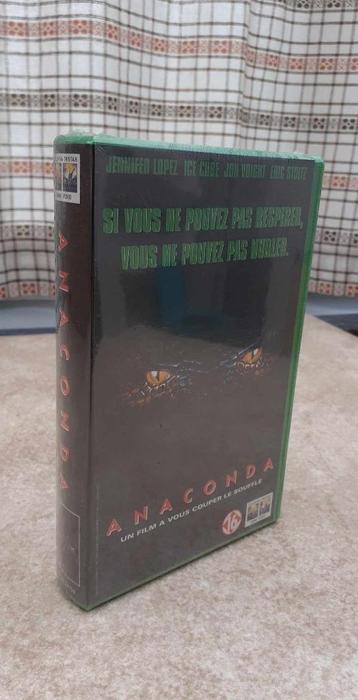 JENNIFER LOPEZ ICE CUBE JON VOIGHT ERIC STOLTZ
SI VOUS NE POUVEZ PAS RESPIRER,
VOUS NE POUVEZ PAS HURLER.
ANACONDA
UN FILM A VOUS COUPER LE SOUFFLE
16
ANACONDA